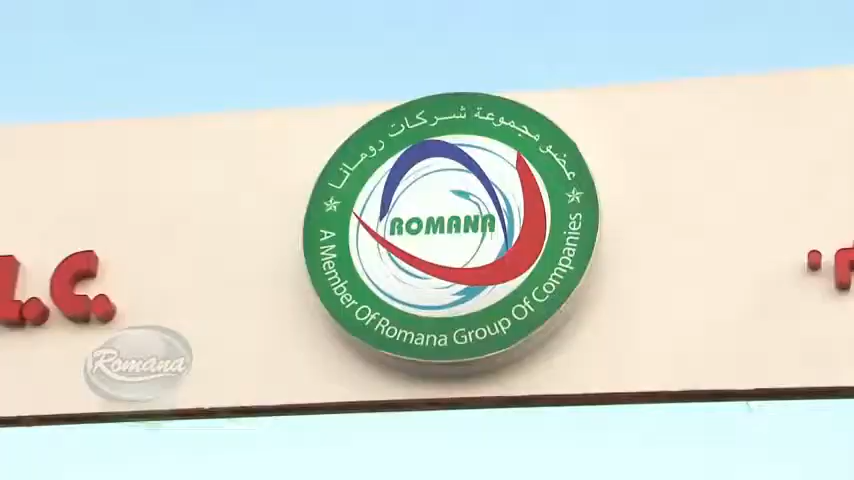 عضو مجموعة شركات رومانا
ROMANA
A Member Of Romana Group Of Companies
L.C.
Romana